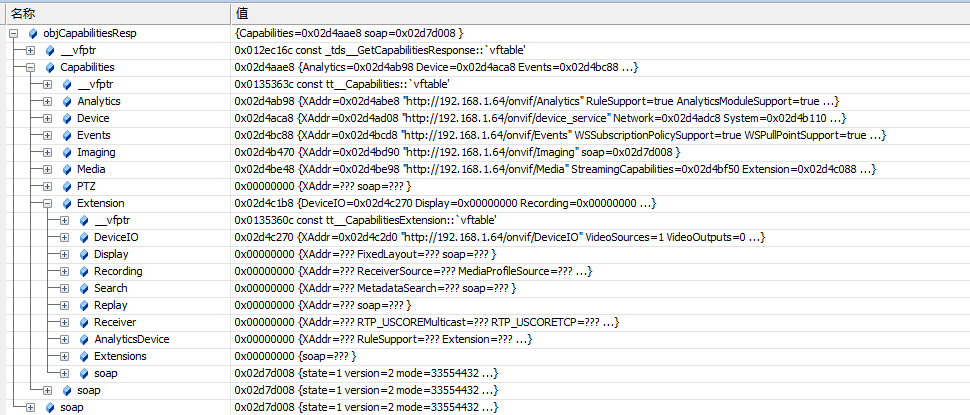 名称 值
objCapabilitiesResp {Capabilities=0x02d4aae8 soap=0x02d7d008 }
__vfptr 0x012ec16c const _tds__GetCapabilitiesResponse::`vftable'
Capabilities 0x02d4aae8 {Analytics=0x02d4ab98 Device=0x02d4aca8 Events=0x02d4bc88 ...}
__vfptr 0x0135363c const tt__Capabilities::`vftable'
Analytics 0x02d4ab98 {XAddr=0x02d4abe8 "http://192.168.1.64/onvif/Analytics" RuleSupport=true AnalyticsModuleSupport=true ...}
Device 0x02d4aca8 {XAddr=0x02d4ad08 "http://192.168.1.64/onvif/device_service" Network=0x02d4adc8 System=0x02d4b110 ...}
Events 0x02d4bc88 {XAddr=0x02d4bcd8 "http://192.168.1.64/onvif/Events" WSSubscriptionPolicySupport=true WSPullPointSupport=true ...}
Imaging 0x02d4b470 {XAddr=0x02d4bd90 "http://192.168.1.64/onvif/Imaging" soap=0x02d7d008 }
Media 0x02d4be48 {XAddr=0x02d4be98 "http://192.168.1.64/onvif/Media" StreamingCapabilities=0x02d4bf50 Extension=0x02d4c088 ...}
PTZ 0x00000000 {XAddr=??? soap=??? }
Extension 0x02d4c1b8 {DeviceIO=0x02d4c270 Display=0x00000000 Recording=0x00000000 ...}
__vfptr 0x0135360c const tt__CapabilitiesExtension::`vftable'
DeviceIO 0x02d4c270 {XAddr=0x02d4c2d0 "http://192.168.1.64/onvif/DeviceIO" VideoSources=1 VideoOutputs=0 ...}
Display 0x00000000 {XAddr=??? FixedLayout=??? soap=??? }
Recording 0x00000000 {XAddr=??? ReceiverSource=??? MediaProfileSource=??? ...}
Search 0x00000000 {XAddr=??? MetadataSearch=??? soap=??? }
Replay 0x00000000 {XAddr=??? soap=??? }
Receiver 0x00000000 {XAddr=??? RTP_USCOREMulticast=??? RTP_USCORETCP=??? ...}
AnalyticsDevice 0x00000000 {XAddr=??? RuleSupport=??? Extension=??? ...}
Extensions 0x00000000 {soap=??? }
soap 0x02d7d008 {state=1 version=2 mode=33554432 ...}
soap 0x02d7d008 {state=1 version=2 mode=33554432 ...}
soap 0x02d7d008 {state=1 version=2 mode=33554432 ...}